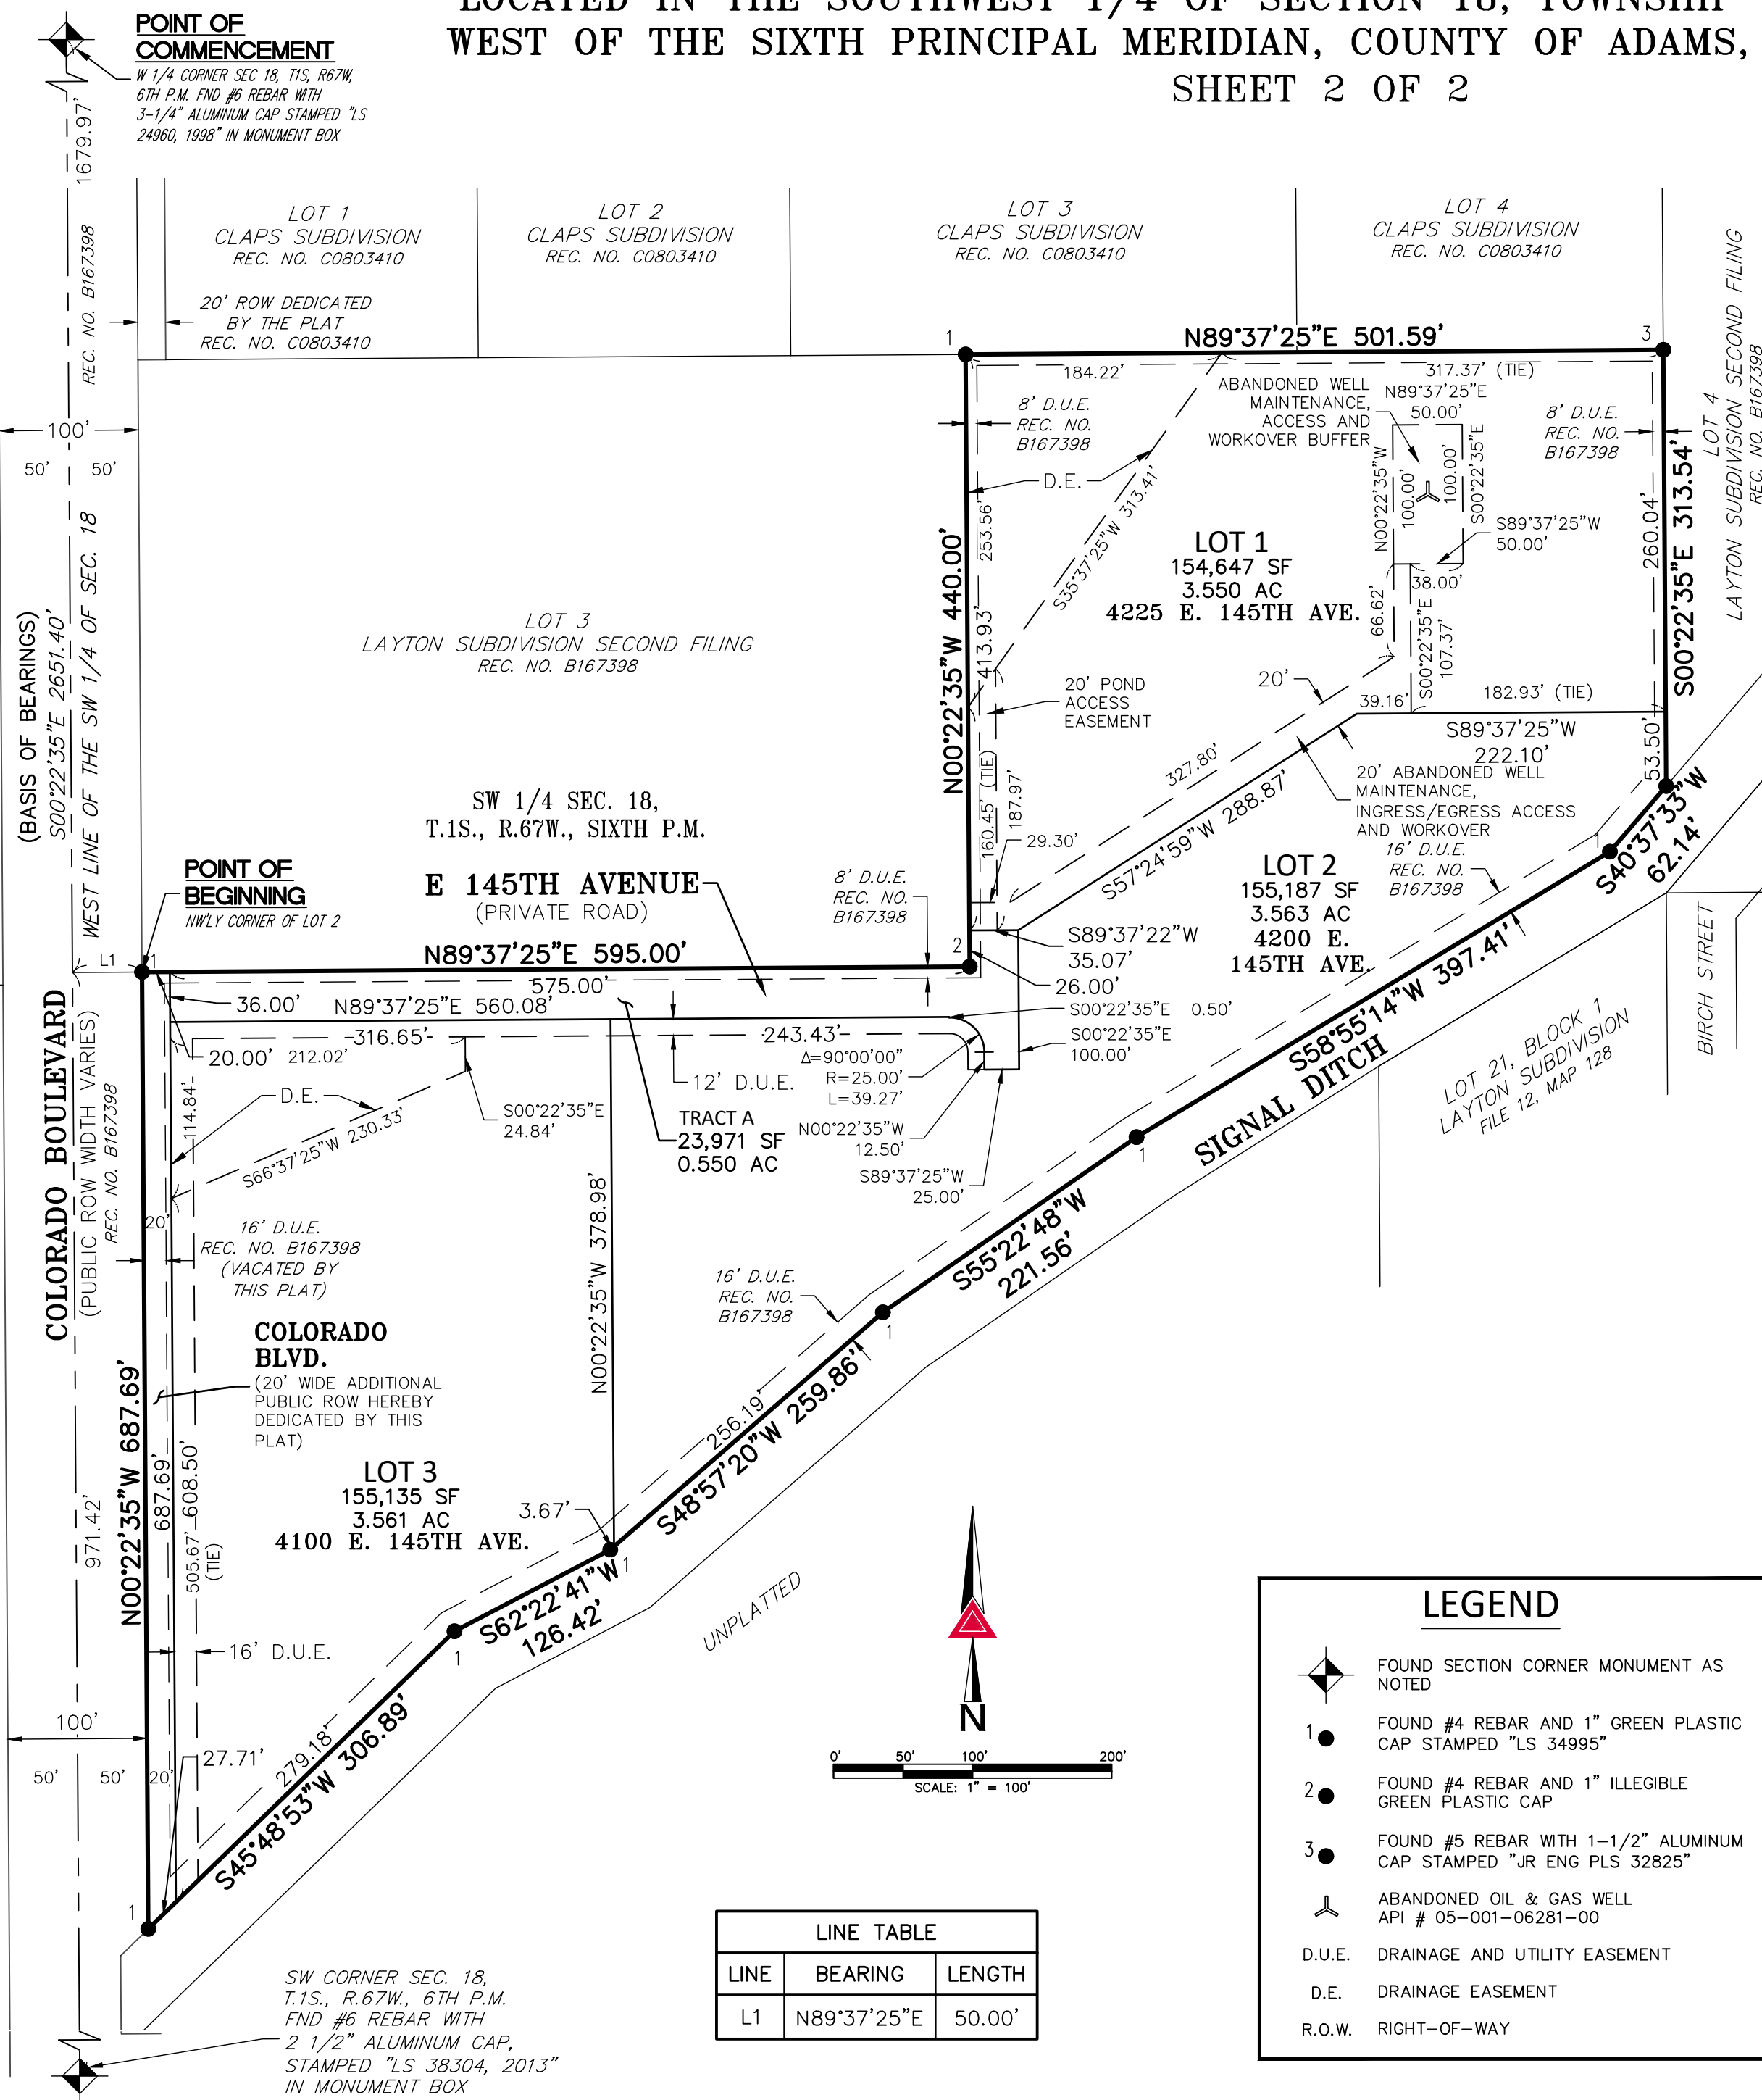 WEST OF THE SIXTH PRINCIPAL MERIDIAN, COUNTY OF ADAMS,
SHEET 2 OF 2
POINT OF
COMMENCEMENT
W 1/4 CORNER SEC 18, T1S, R67W,
6TH P.M. FND #6 REBAR WITH
3-1/4" ALUMINUM CAP STAMPED "LS
24960, 1998" IN MONUMENT BOX
1679.97'
REC. NO. B167398
LOT 1
CLAPS SUBDIVISION
REC. NO. C0803410
LOT 2
CLAPS SUBDIVISION
REC. NO. C0803410
LOT 3
CLAPS SUBDIVISION
REC. NO. C0803410
LOT 4
CLAPS SUBDIVISION
REC. NO. C0803410
20' ROW DEDICATED
BY THE PLAT
REC. NO. C0803410
LOT 4
LAYTON SUBDIVISION SECOND FILING
REC. NO. B167398
LAYTON SUBDIVISION SECOND FILING
1
N89°37'25"E 501.59'
3
184.22'
317.37' (TIE)
8' D.U.E.
REC. NO.
B167398
ABANDONED WELL
MAINTENANCE,
ACCESS AND
WORKOVER BUFFER
N89°37'25"E
50.00'
8' D.U.E.
REC. NO.
B167398
100'
50'
50'
D.E.
S35°37'25"W 313.41'
253.56'
N00°22'35"W
100.00'
100.00'
S00°22'35"E
S89°37'25"W
50.00'
260.04'
S00°22'35"E 313.54'
LOT 1
154,647 SF
3.550 AC
4225 E. 145TH AVE.
38.00'
66.62'
S00°22'35"E
107.37'
N00°22'35"W 440.00'
413.93'
(BASIS OF BEARINGS)
S00°22'35"E 2651.40'
WEST LINE OF THE SW 1/4 OF SEC. 18
LOT 3
LAYTON SUBDIVISION SECOND FILING
REC. NO. B167398
20' POND
ACCESS
EASEMENT
20'
39.16'
182.93' (TIE)
S89°37'25"W
222.10'
53.50'
160.45' (TIE)
187.97'
327.80'
S57°24'59"W 288.87'
29.30'
20' ABANDONED WELL
MAINTENANCE,
INGRESS/EGRESS ACCESS
AND WORKOVER
16' D.U.E.
REC. NO.
B167398
1
S40°37'33"W
62.14'
SW 1/4 SEC. 18,
T.1S., R.67W., SIXTH P.M.
POINT OF
BEGINNING
NW'LY CORNER OF LOT 2
E 145TH AVENUE
(PRIVATE ROAD)
8' D.U.E.
REC. NO.
B167398
LOT 2
155,187 SF
3.563 AC
4200 E.
145TH AVE.
L1
1
N89°37'25"E 595.00'
2
S89°37'22"W
35.07'
26.00'
575.00'
36.00'
N89°37'25"E 560.08'
S00°22'35"E 0.50'
316.65'
243.43'
S00°22'35"E
100.00'
20.00'
212.02'
Δ=90°00'00"
R=25.00'
L=39.27'
12' D.U.E.
D.E.
114.84'
S66°37'25"W 230.33'
S00°22'35"E
24.84'
TRACT A
23,971 SF
0.550 AC
N00°22'35"W
12.50'
S89°37'25"W
25.00'
S58°55'14"W 397.41'
SIGNAL DITCH
BIRCH STREET
LOT 21, BLOCK 1
LAYTON SUBDIVISION
FILE 12, MAP 128
1
COLORADO BOULEVARD
(PUBLIC ROW WIDTH VARIES)
REC. NO. B167398
20'
16' D.U.E.
REC. NO. B167398
(VACATED BY
THIS PLAT)
N00°22'35"W 378.98'
S55°22'48"W
221.56'
16' D.U.E.
REC. NO.
B167398
1
COLORADO
BLVD.
(20' WIDE ADDITIONAL
PUBLIC ROW HEREBY
DEDICATED BY THIS
PLAT)
N00°22'35"W 687.69'
687.69'
608.50'
505.67'
(TIE)
971.42'
256.19'
S48°57'20"W 259.86'
LOT 3
155,135 SF
3.561 AC
4100 E. 145TH AVE.
3.67'
1
S62°22'41"W
126.42'
UNPLATTED
1
16' D.U.E.
100'
50'
50'
20'
27.71'
279.18'
S45°48'53"W 306.89'
1
N
0'
50'
100'
200'
SCALE: 1" = 100'
SW CORNER SEC. 18,
T.1S., R.67W., 6TH P.M.
FND #6 REBAR WITH
2 1/2" ALUMINUM CAP,
STAMPED "LS 38304, 2013"
IN MONUMENT BOX
LINE TABLE
LINE BEARING LENGTH
L1 N89°37'25"E 50.00'
LEGEND
FOUND SECTION CORNER MONUMENT AS
NOTED
1 FOUND #4 REBAR AND 1" GREEN PLASTIC
CAP STAMPED "LS 34995"
2 FOUND #4 REBAR AND 1" ILLEGIBLE
GREEN PLASTIC CAP
3 FOUND #5 REBAR WITH 1-1/2" ALUMINUM
CAP STAMPED "JR ENG PLS 32825"
ABANDONED OIL & GAS WELL
API # 05-001-06281-00
D.U.E. DRAINAGE AND UTILITY EASEMENT
D.E. DRAINAGE EASEMENT
R.O.W. RIGHT-OF-WAY